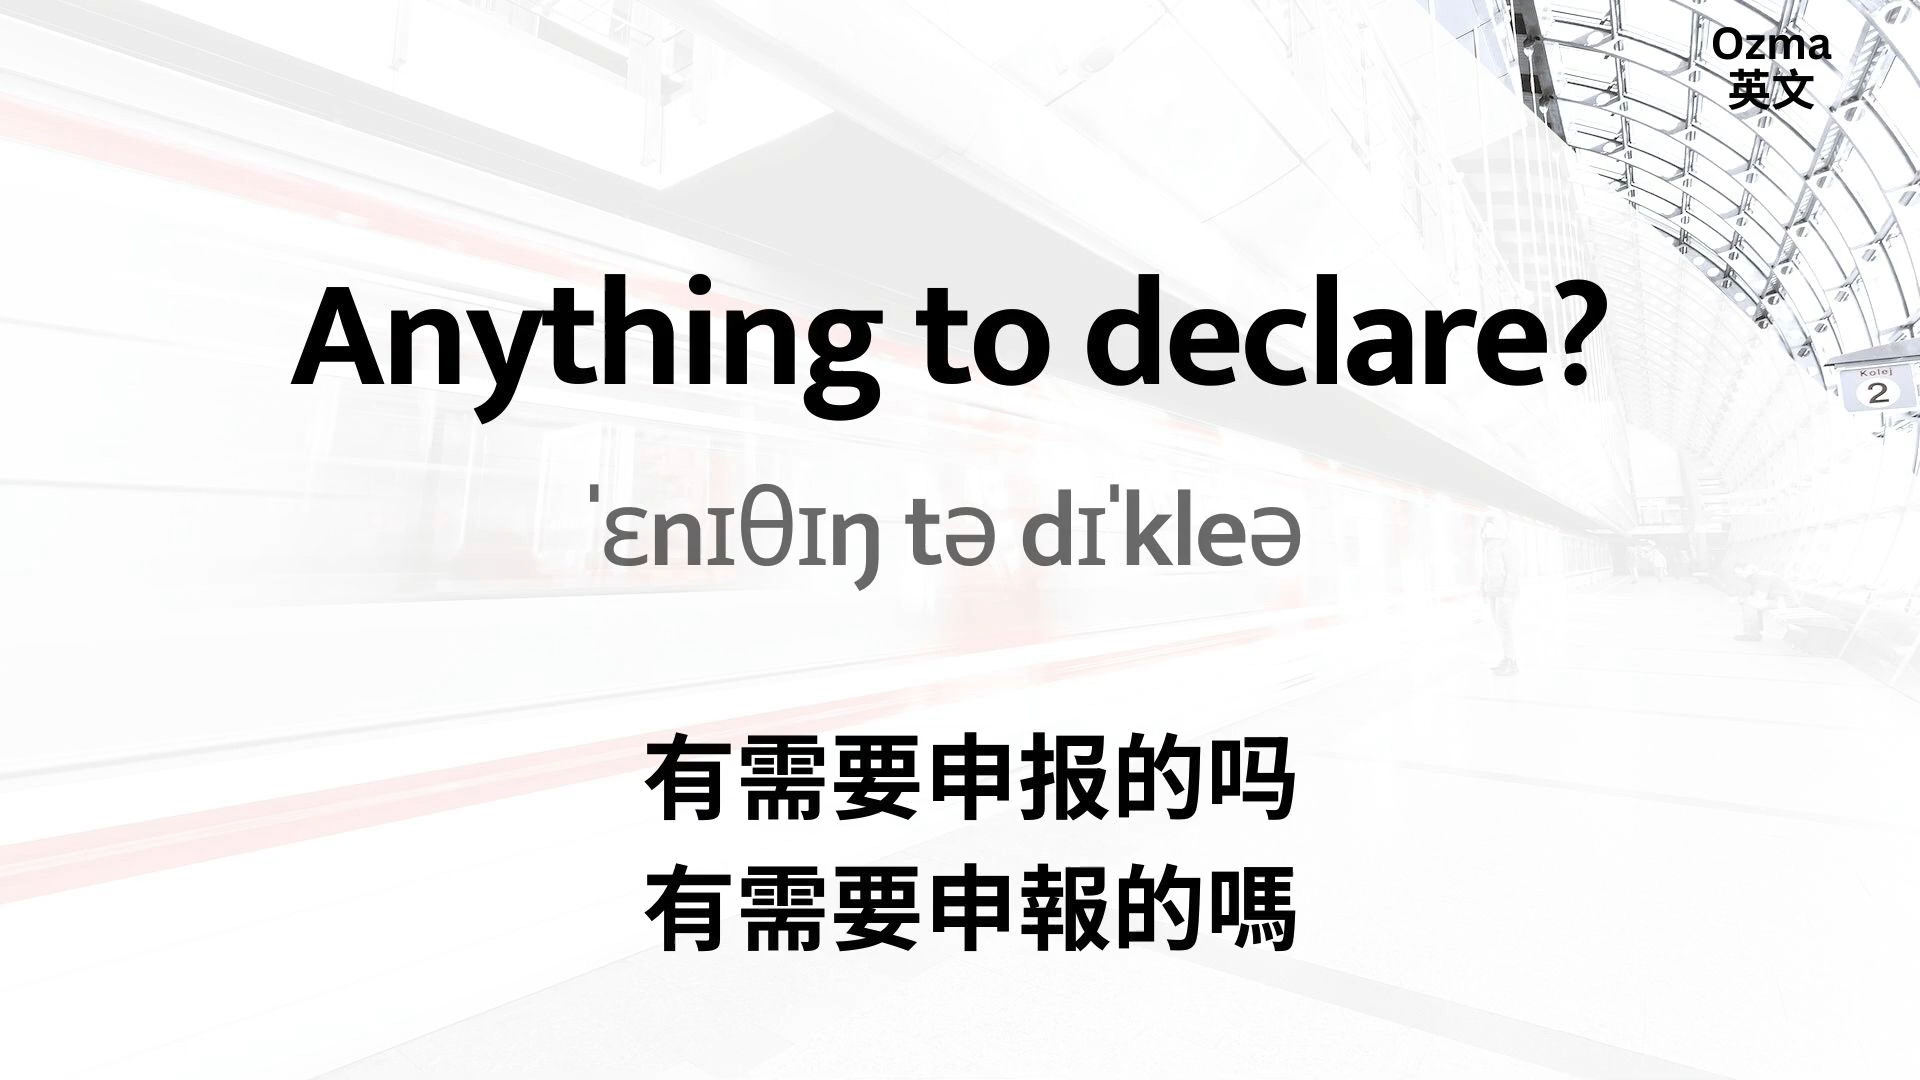 Ozma
英文
Anything to declare?
ˈɛnɪθɪŋ tə dɪˈkleə
有需要申报的吗
有需要申報的嗎
Kolej
2